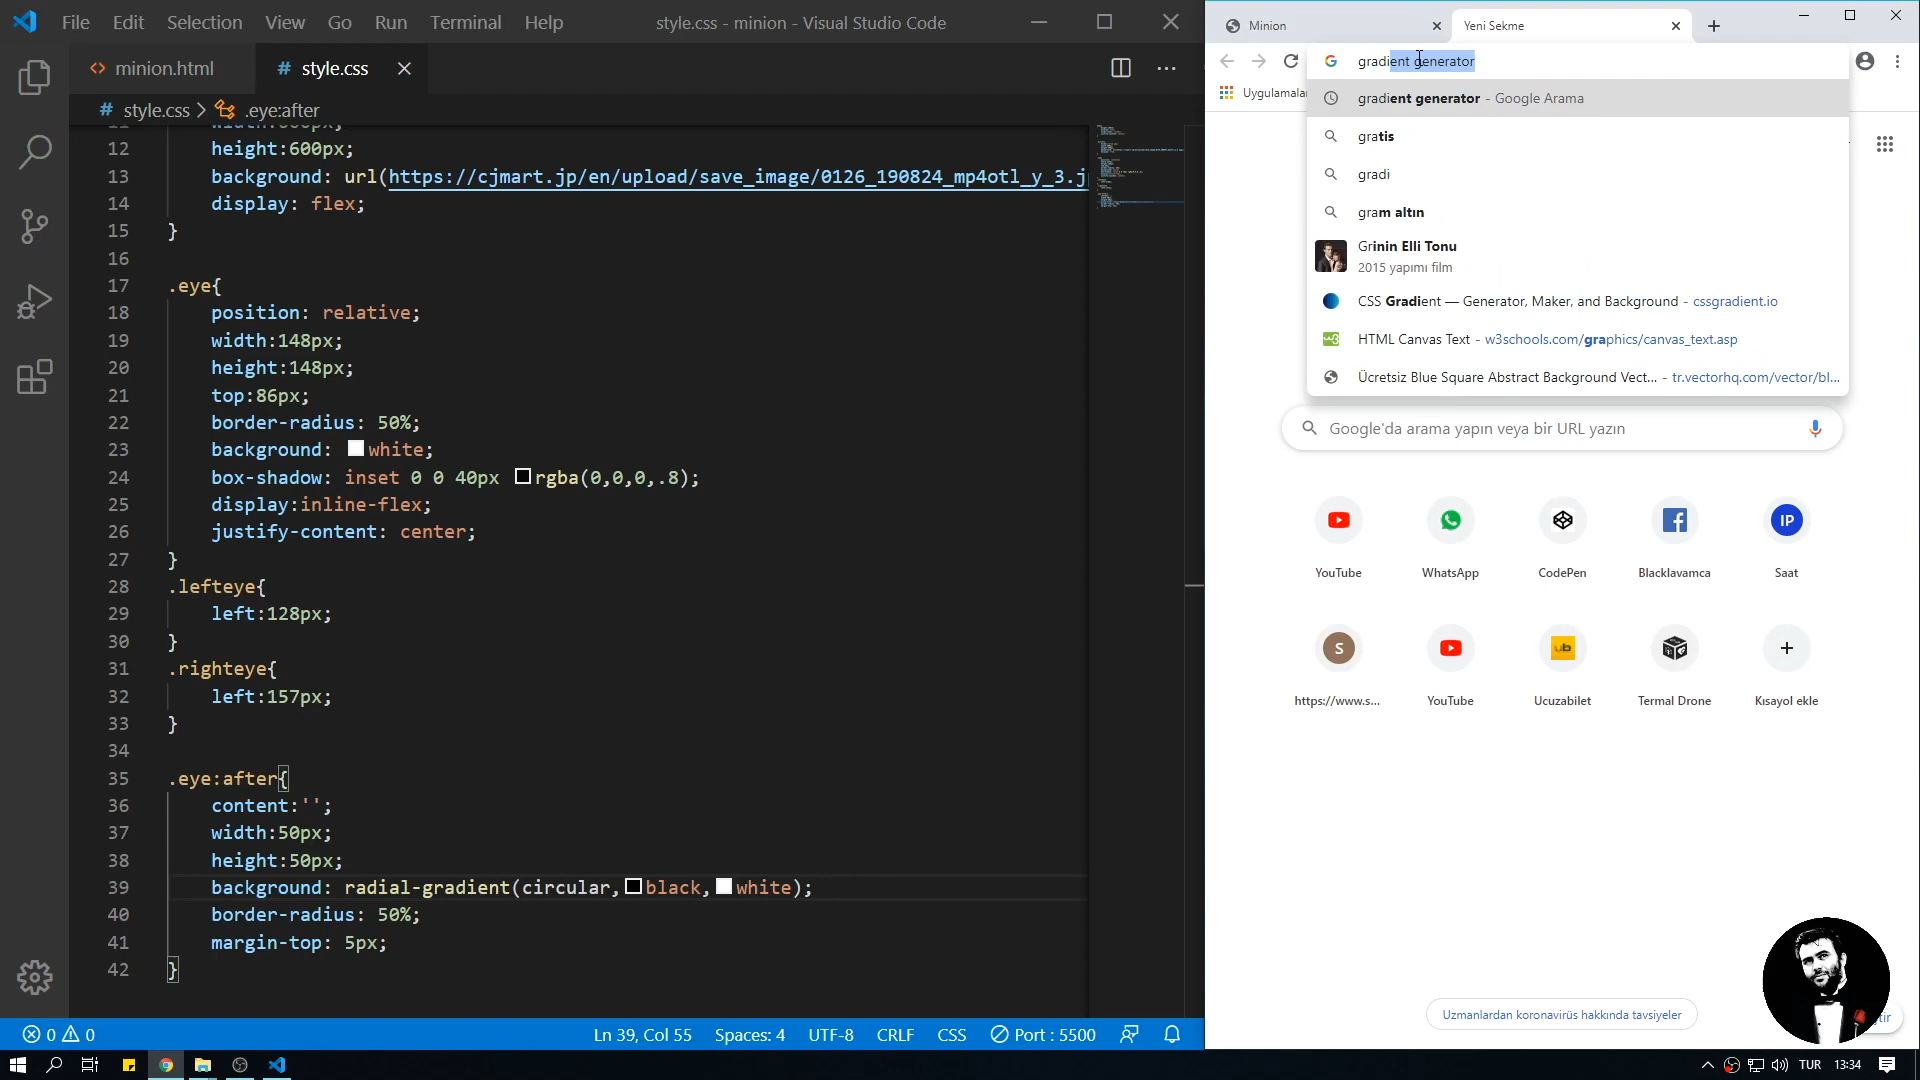 File Edit Selection View Go Run Terminal Help
style.css - minion - Visual Studio Code
minion.html
# style.css
# style.css > .eye:after
12 height:600px;
13 background: url(https://cjmart.jp/en/upload/save_image/0126_190824_mp4otl_y_3.j
14 display: flex;
15 }
16
17 .eye{
18 position: relative;
19 width:148px;
20 height:148px;
21 top:86px;
22 border-radius: 50%;
23 background: white;
24 box-shadow: inset 0 0 40px rgba(0,0,0,.8);
25 display:inline-flex;
26 justify-content: center;
27 }
28 .lefteye{
29 left:128px;
30 }
31 .righteye{
32 left:157px;
33 }
34
35 .eye:after{
36 content:'';
37 width:50px;
38 height:50px;
39 background: radial-gradient(circular,black,white);
40 border-radius: 50%;
41 margin-top: 5px;
42 }
0 0
Ln 39, Col 55 Spaces: 4 UTF-8 CRLF CSS Port : 5500
Minion
Yeni Sekme
gradient generator
Uygulamalar
gradient generator - Google Arama
gratis
gradi
gram altın
Grinin Elli Tonu
2015 yapımı film
CSS Gradient — Generator, Maker, and Background - cssgradient.io
HTML Canvas Text - w3schools.com/graphics/canvas_text.asp
Ücretsiz Blue Square Abstract Background Vect... - tr.vectorhq.com/vector/bl...
Google'da arama yapın veya bir URL yazın
IP
YouTube WhatsApp CodePen Blacklavamca Saat
S
ub
https://www.s... YouTube Ucuzabilet Termal Drone Kısayol ekle
Uzmanlardan koronavirüs hakkında tavsiyeler
TUR 13:34